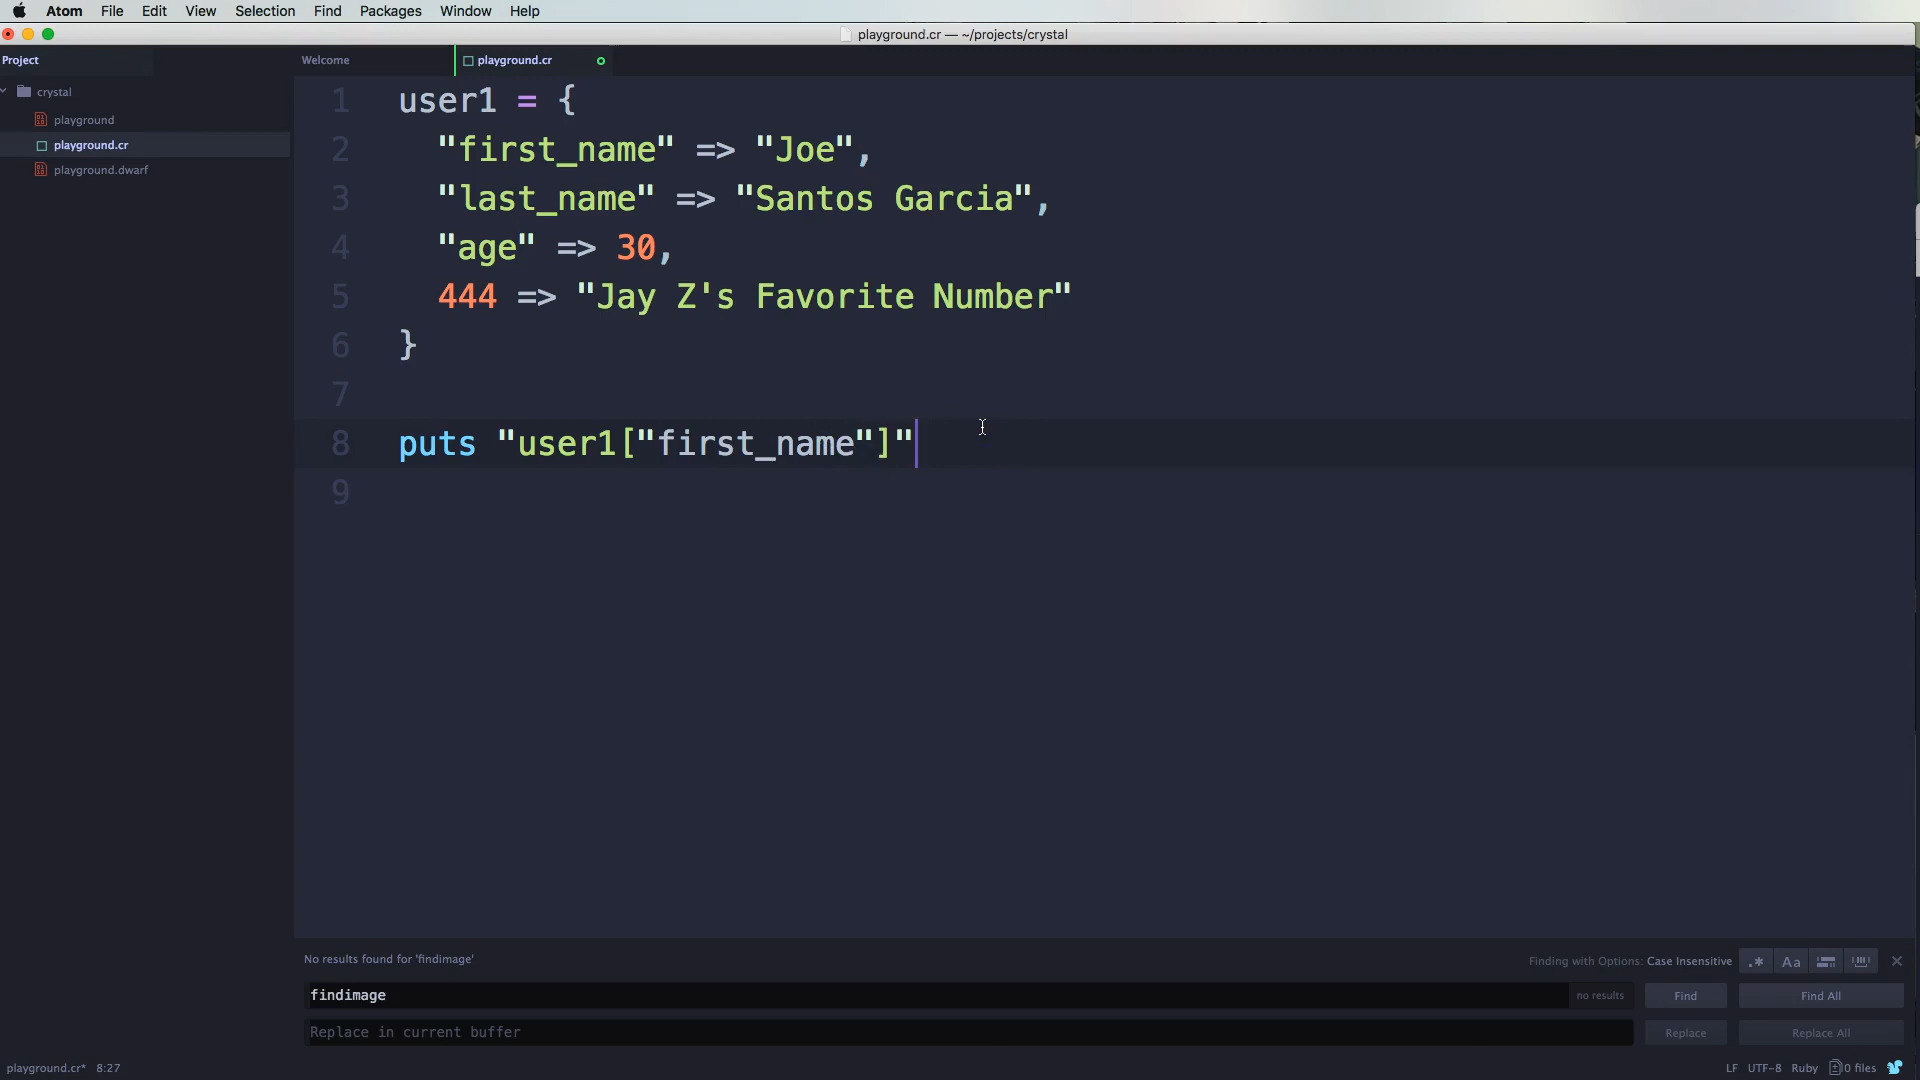 Atom File Edit View Selection Find Packages Window Help
playground.cr — ~/projects/crystal
Project
Welcome
playground.cr
crystal
playground
playground.cr
playground.dwarf
1 user1 = {
2 "first_name" => "Joe",
3 "last_name" => "Santos Garcia",
4 "age" => 30,
5 444 => "Jay Z's Favorite Number"
6 }
7
8 puts "user1["first_name"]"
9
No results found for 'findimage'
Finding with Options: Case Insensitive
.* Aa
findimage
no results
Find
Find All
Replace in current buffer
Replace
Replace All
playground.cr* 8:27
LF UTF-8 Ruby 0 files